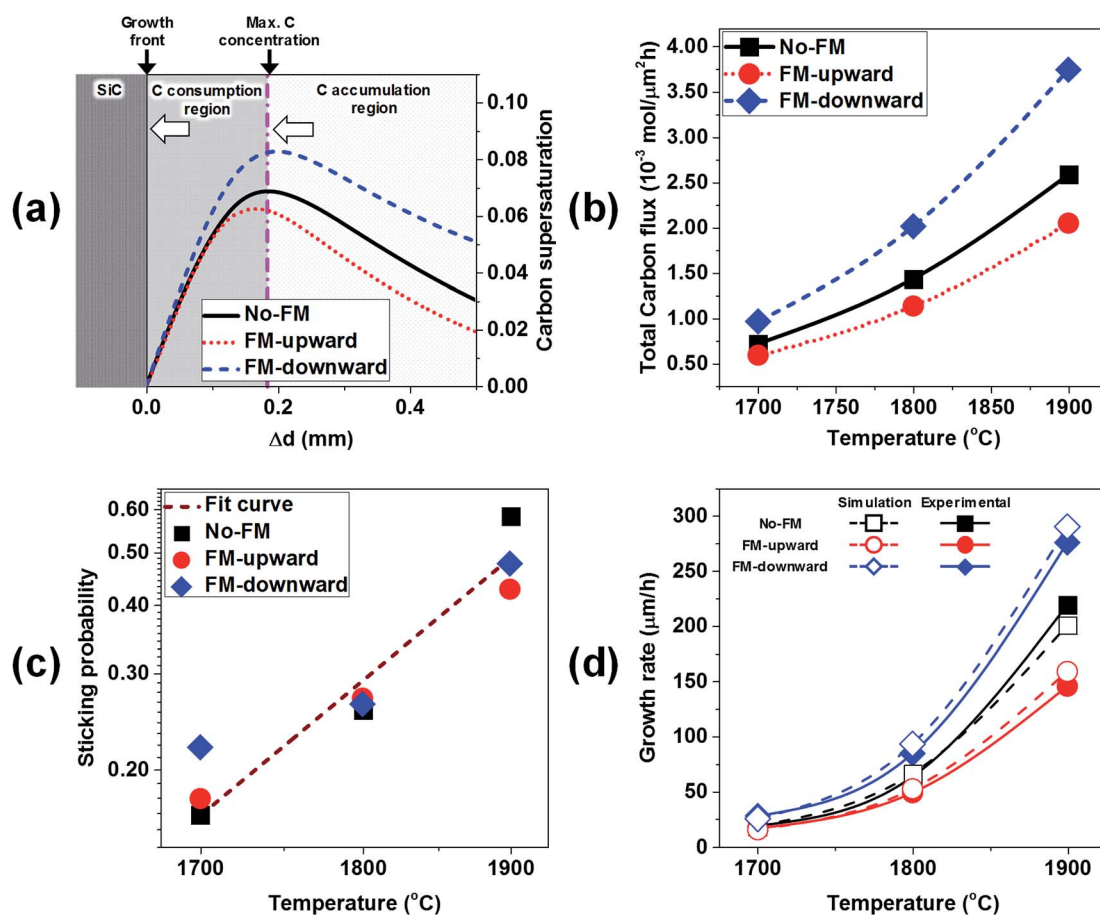 Growth
front
Max. C
concentration
SiC
C consumption
region
C accumulation
region
(a)
0.10
0.08
0.06
0.04
0.02
0.00
Carbon supersaturation
No-FM
FM-upward
FM-downward
0.0
0.2
0.4
Δd (mm)
(b)
4.00
3.50
3.00
2.50
2.00
1.50
1.00
0.50
Total Carbon flux (10⁻³ mol/μm²h)
No-FM
FM-upward
FM-downward
1700
1750
1800
1850
1900
Temperature (°C)
(c)
0.60
0.50
0.40
0.30
0.20
Sticking probability
Fit curve
No-FM
FM-upward
FM-downward
1700
1800
1900
Temperature (°C)
(d)
300
250
200
150
100
50
0
Growth rate (μm/h)
Simulation Experimental
No-FM
FM-upward
FM-downward
1700
1750
1800
1850
1900
Temperature (°C)